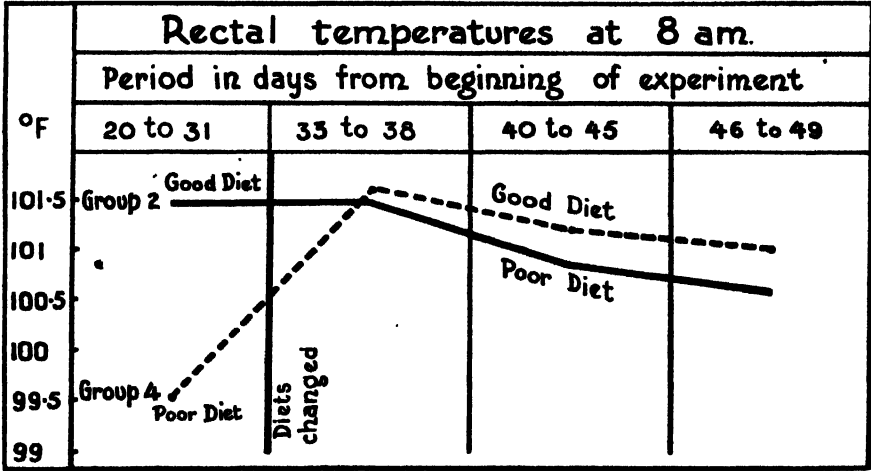 Rectal temperatures at 8 am.
Period in days from beginning of experiment
°F 20 to 31 33 to 38 40 to 45 46 to 49
Good Diet
101·5 Group 2
Good Diet
101
Poor Diet
100·5
100
Diets changed
Group 4
99·5
Poor Diet
99